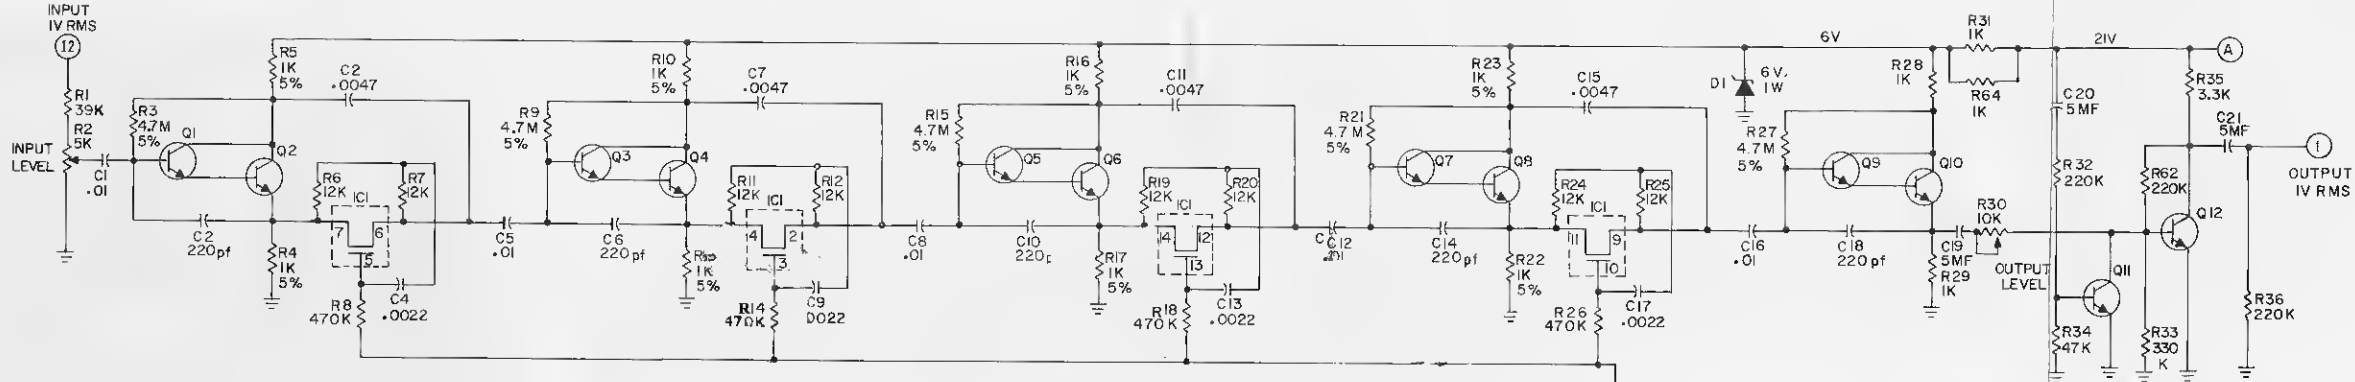 INPUT
1V RMS
12
R1
39K
R2
5K
INPUT
LEVEL
C1
.01
R3
4.7M
5%
Q1
Q2
C2
220pf
R5
1K
5%
C2
.0047
R4
1K
5%
R6
12K
R7
12K
IC1
7
6
5
R8
470K
C4
.0022
C5
.01
R9
4.7M
5%
Q3
Q4
C6
220pf
R10
1K
5%
C7
.0047
1K
5%
R11
12K
R12
12K
IC1
4
2
3
R14
470K
C9
0022
C8
.01
R15
4.7M
5%
Q5
Q6
C10
220p
R16
1K
5%
C11
.0047
R17
1K
5%
R19
12K
R20
12K
IC1
4
12
13
R18
470K
C13
.0022
C12
R21
4.7M
5%
Q7
Q8
C14
220pf
R23
1K
5%
C15
.0047
R22
1K
5%
R24
12K
R25
12K
IC1
11
9
10
R26
470K
C17
.0022
C16
.01
D1
6V.
1W
6V
R27
4.7M
5%
Q9
Q10
C18
220pf
R28
1K
R29
1K
C19
5MF
R30
10K
OUTPUT
LEVEL
R31
1K
R64
1K
21V
A
C20
5MF
R32
220K
R34
47K
Q11
R62
220K
R33
330
K
Q12
R35
3.3K
C21
5MF
R36
220K
1
OUTPUT
1V RMS